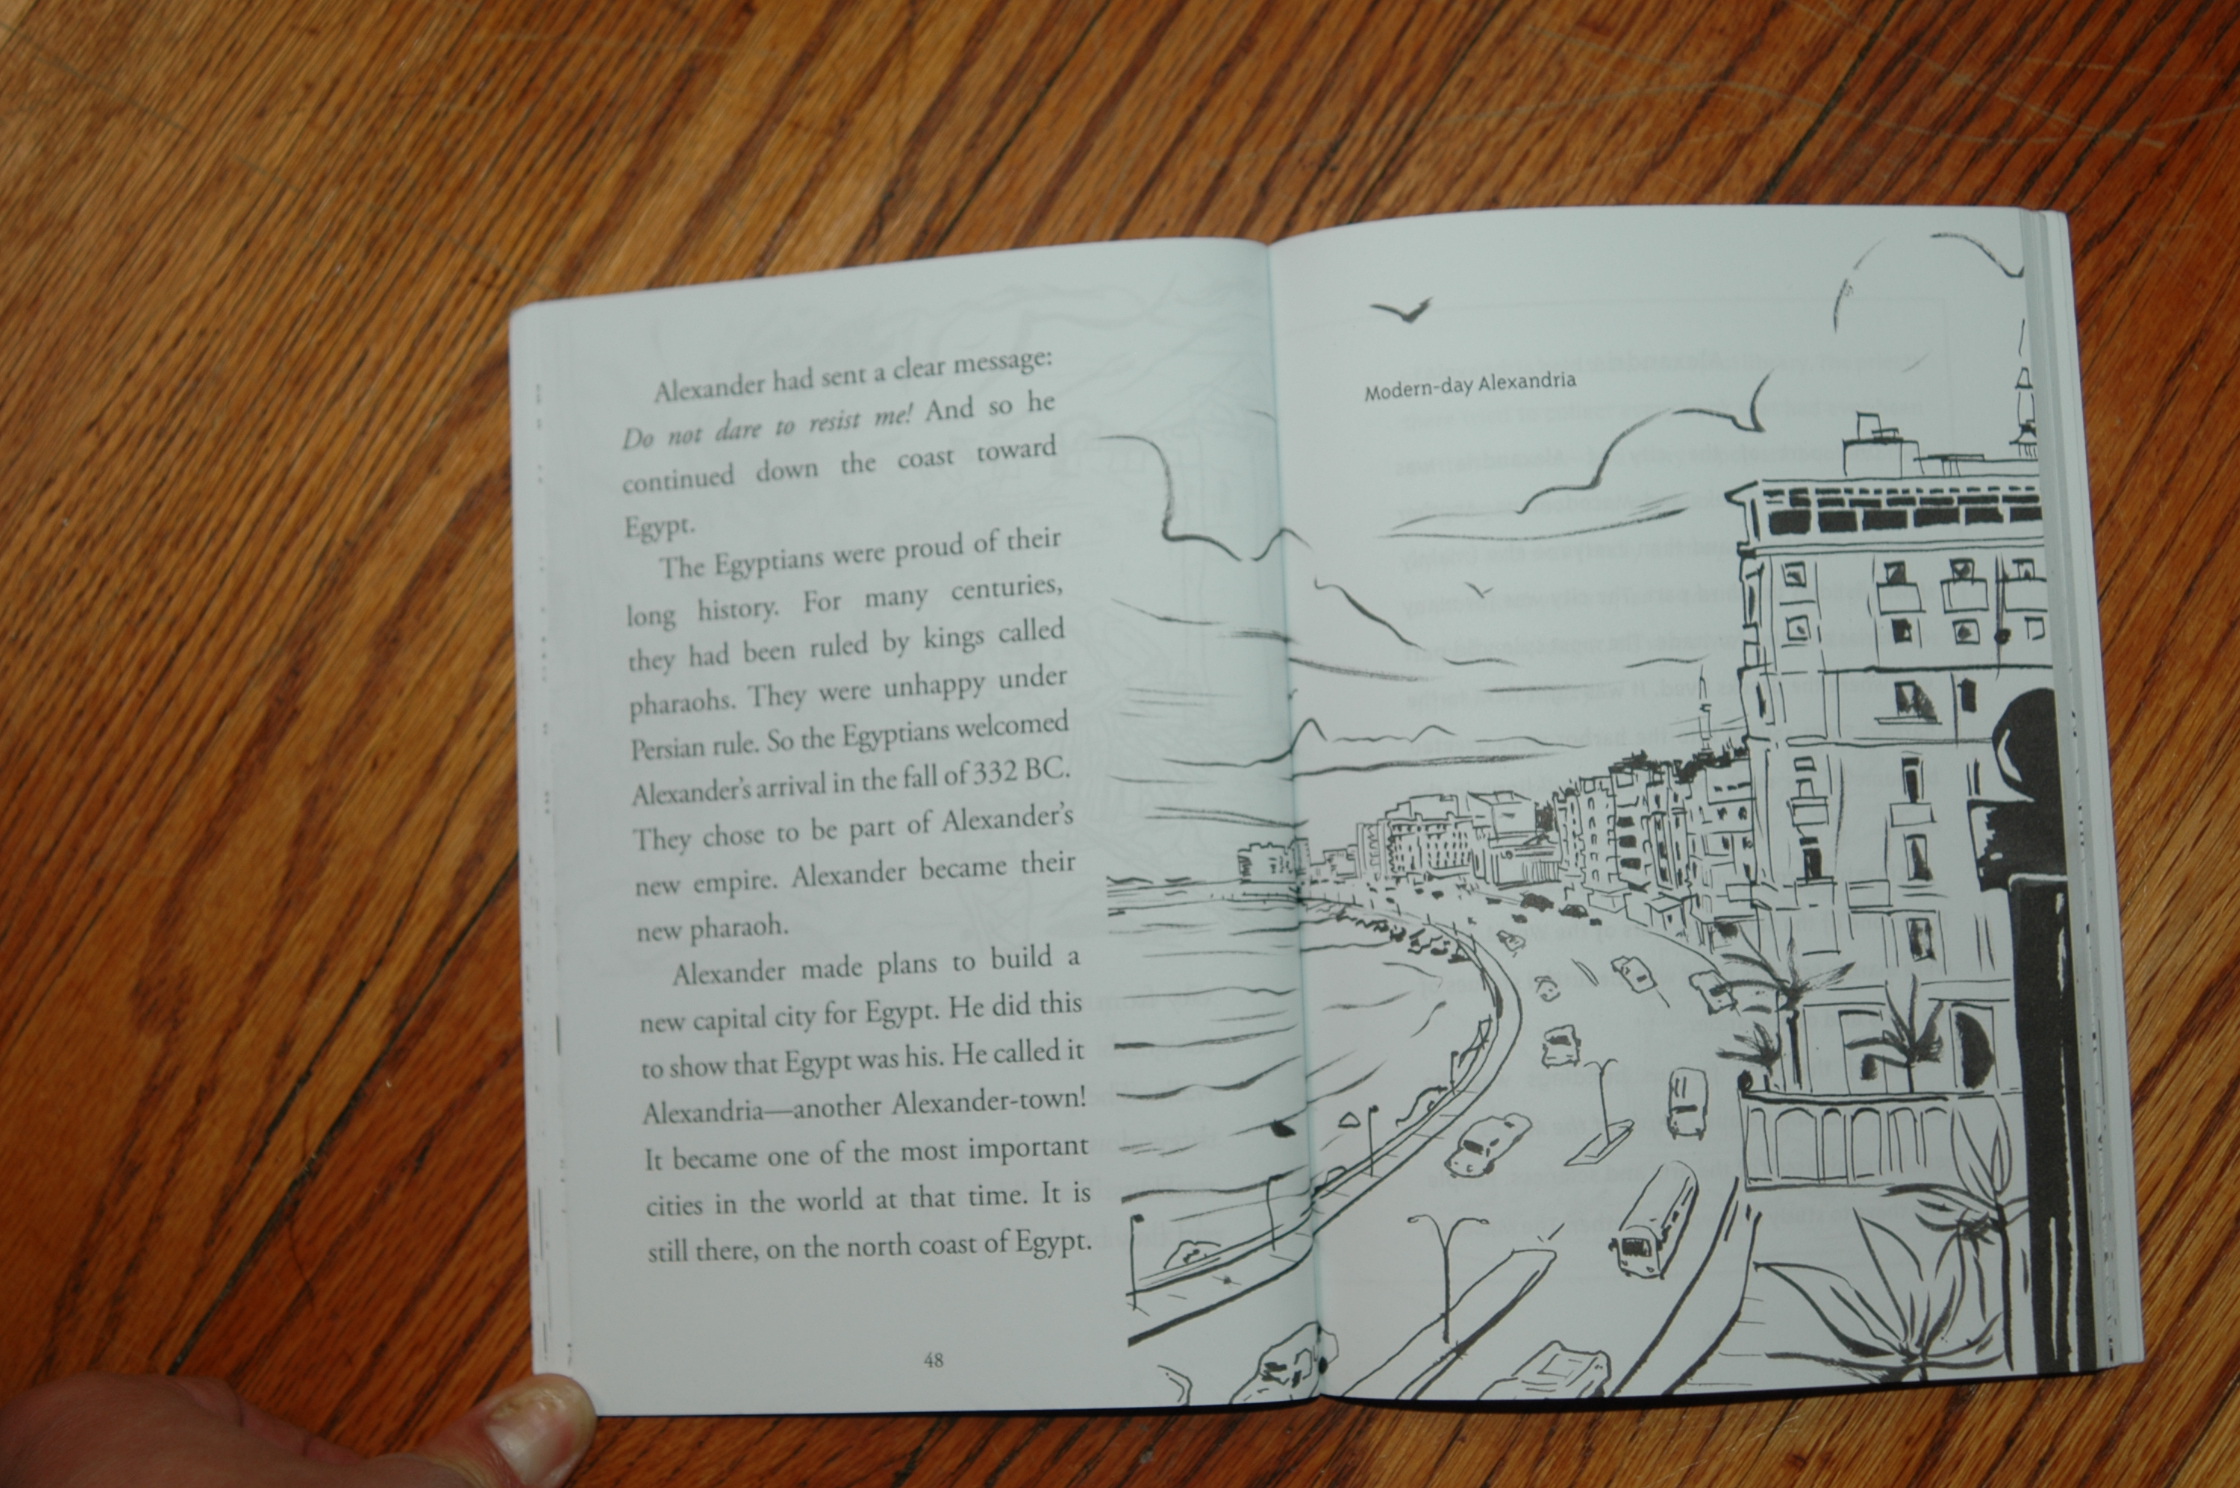 Alexander had sent a clear message:
Do not dare to resist me! And so he
continued down the coast toward
Egypt.
The Egyptians were proud of their
long history. For many centuries,
they had been ruled by kings called
pharaohs. They were unhappy under
Persian rule. So the Egyptians welcomed
Alexander's arrival in the fall of 332 BC.
They chose to be part of Alexander's
new empire. Alexander became their
new pharaoh.
Alexander made plans to build a
new capital city for Egypt. He did this
to show that Egypt was his. He called it
Alexandria—another Alexander-town!
It became one of the most important
cities in the world at that time. It is
still there, on the north coast of Egypt.
48
Modern-day Alexandria